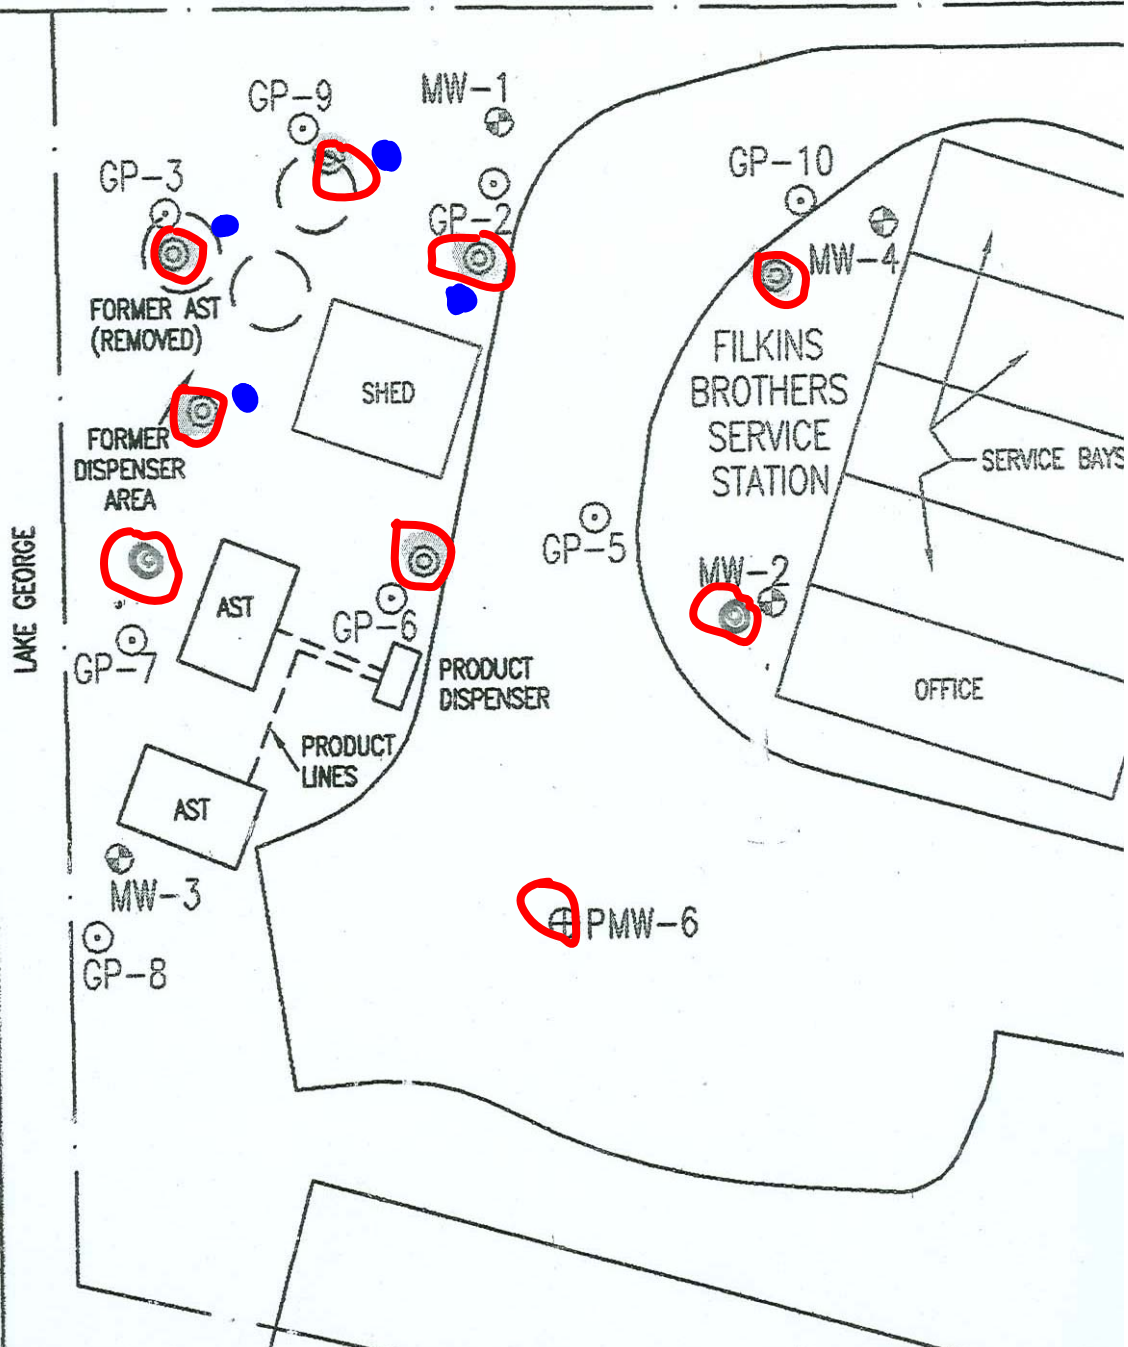 GP-9
MW-1
GP-3
GP-10
GP-2
MW-4
FORMER AST
(REMOVED)
FILKINS
BROTHERS
SERVICE
STATION
SHED
FORMER
DISPENSER
AREA
SERVICE BAYS
LAKE GEORGE
GP-5
MW-2
AST
GP-6
GP-7
PRODUCT
DISPENSER
OFFICE
PRODUCT
LINES
AST
MW-3
PMW-6
GP-8